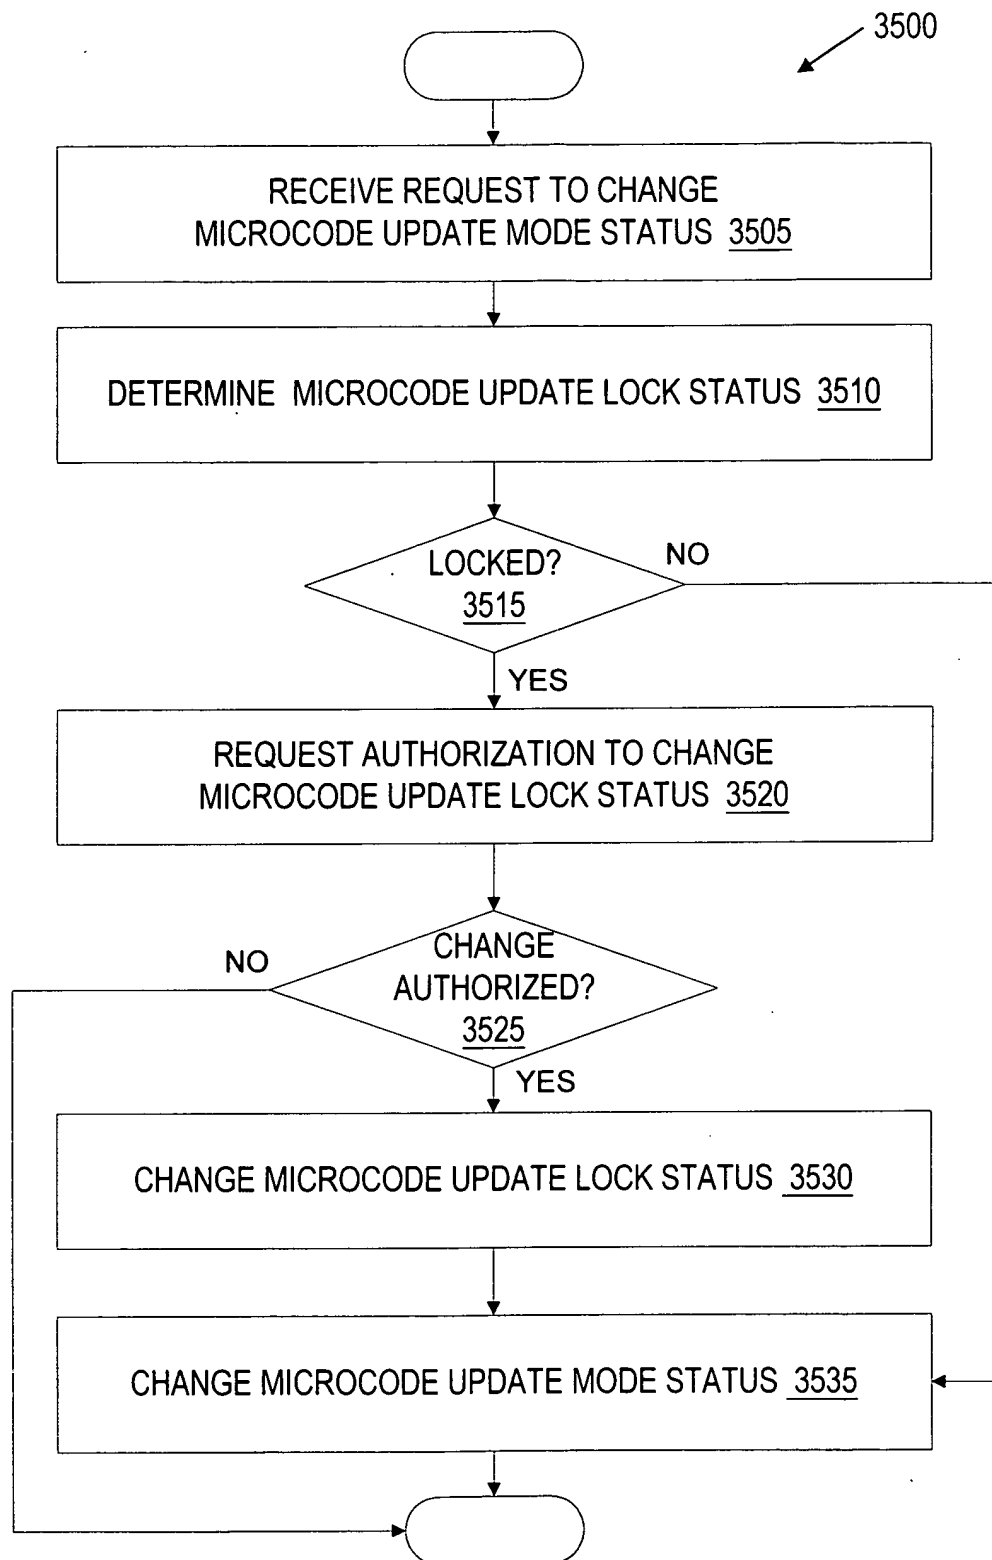 3500
RECEIVE REQUEST TO CHANGE
MICROCODE UPDATE MODE STATUS 3505
DETERMINE MICROCODE UPDATE LOCK STATUS 3510
LOCKED?
3515
NO
YES
REQUEST AUTHORIZATION TO CHANGE
MICROCODE UPDATE LOCK STATUS 3520
NO
CHANGE
AUTHORIZED?
3525
YES
CHANGE MICROCODE UPDATE LOCK STATUS 3530
CHANGE MICROCODE UPDATE MODE STATUS 3535